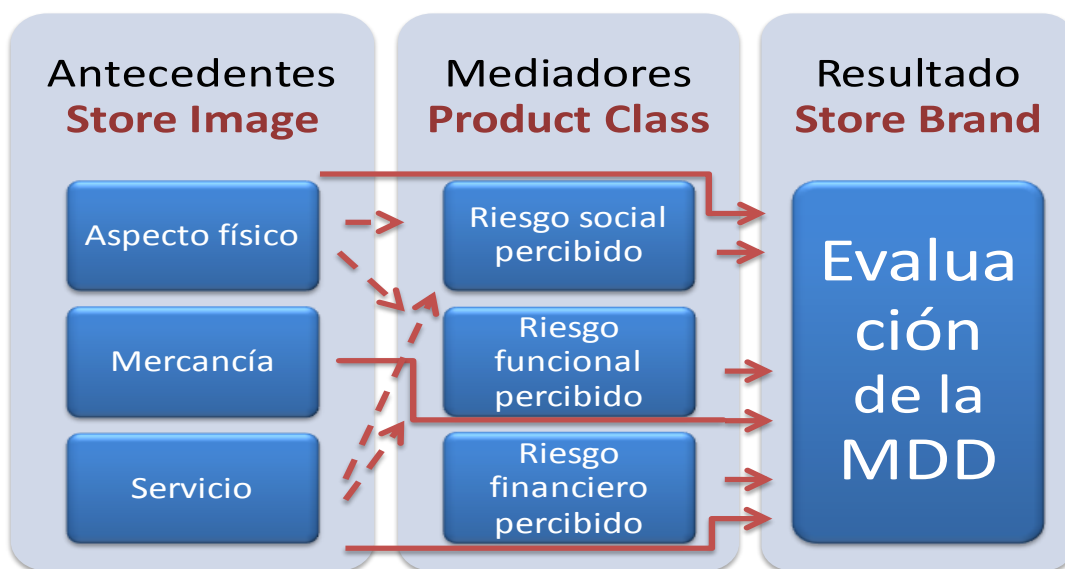 Antecedentes
Store Image
Aspecto físico
Mercancía
Servicio
Mediadores
Product Class
Riesgo social
percibido
Riesgo
funcional
percibido
Riesgo
financiero
percibido
Resultado
Store Brand
Evalua
ción
de la
MDD